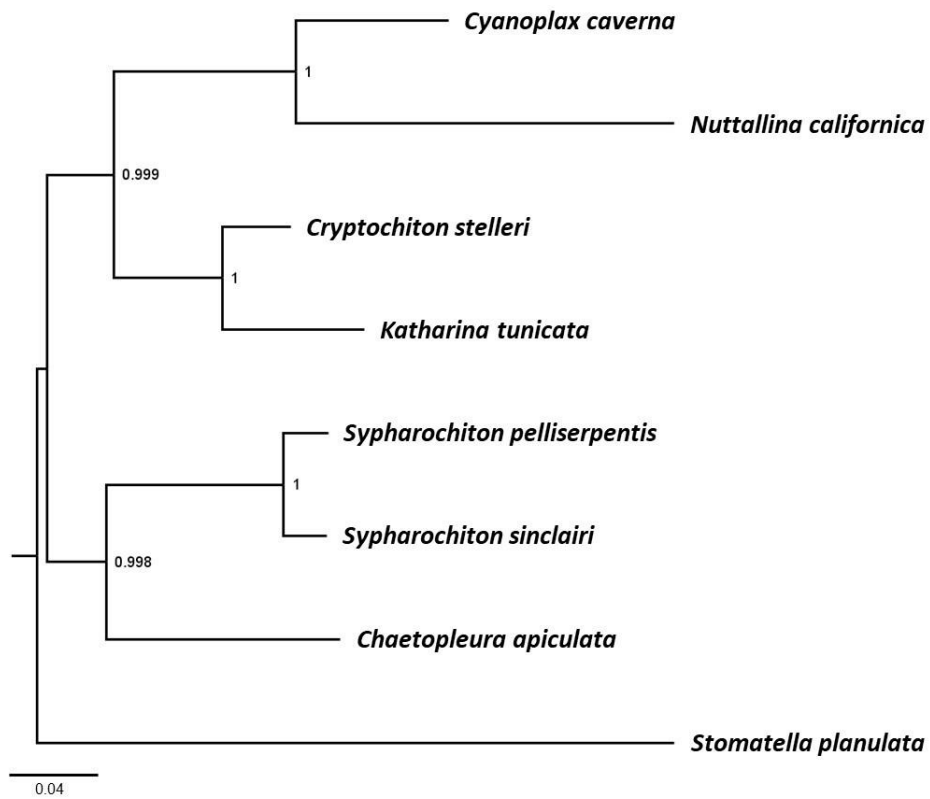 Cyanoplax caverna
1
Nuttallina californica
0.999
Cryptochiton stelleri
1
Katharina tunicata
Sypharochiton pelliserpentis
1
Sypharochiton sinclairi
0.998
Chaetopleura apiculata
Stomatella planulata
0.04